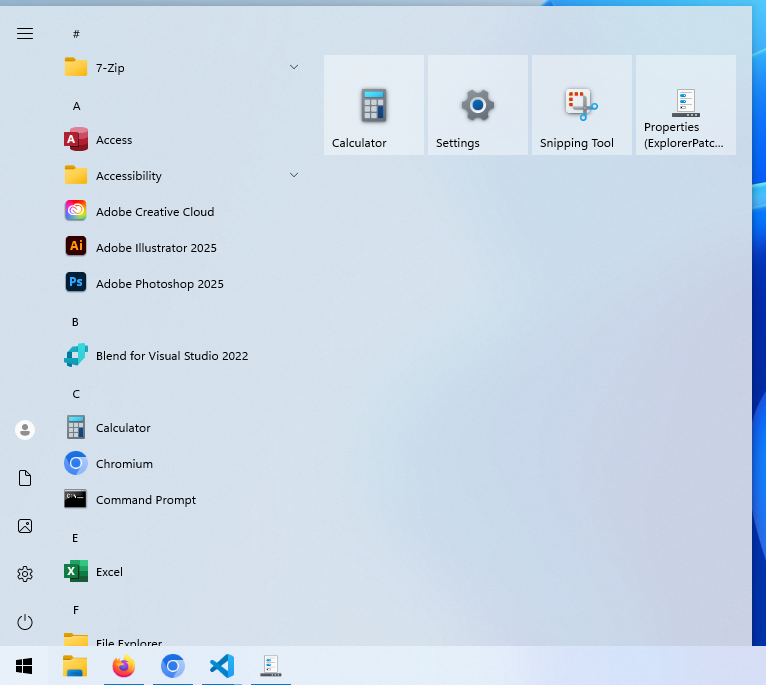 #
7-Zip
A
Access
Accessibility
Adobe Creative Cloud
Adobe Illustrator 2025
Adobe Photoshop 2025
B
Blend for Visual Studio 2022
C
Calculator
Chromium
Command Prompt
E
Excel
F
File Explorer
Calculator
Settings
Snipping Tool
Properties
(ExplorerPatc...